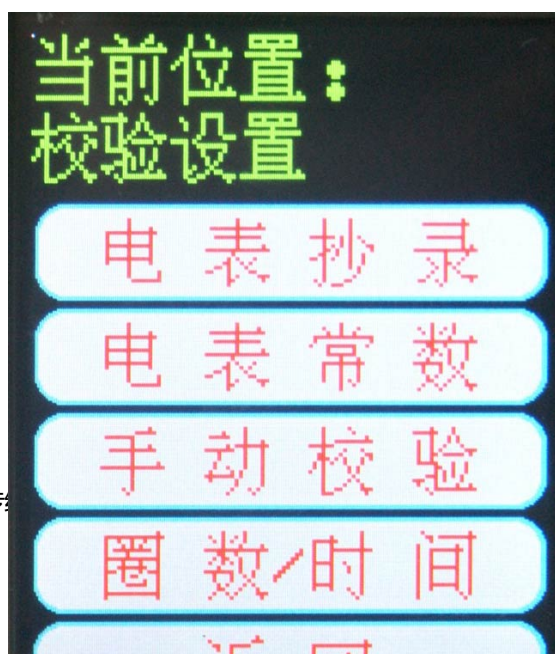 当前位置：
校验设置
电表抄录
电表常数
手动校验
圈数/时间